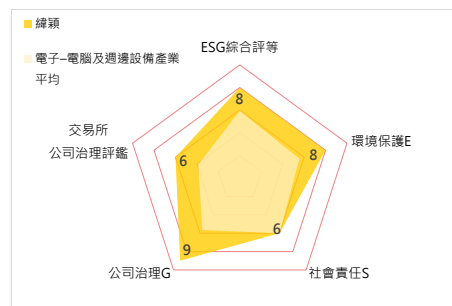 緯穎
電子–電腦及週邊設備產業
平均
ESG綜合評等
8
環境保護E
8
交易所
公司治理評鑑
6
6
9
公司治理G
社會責任S